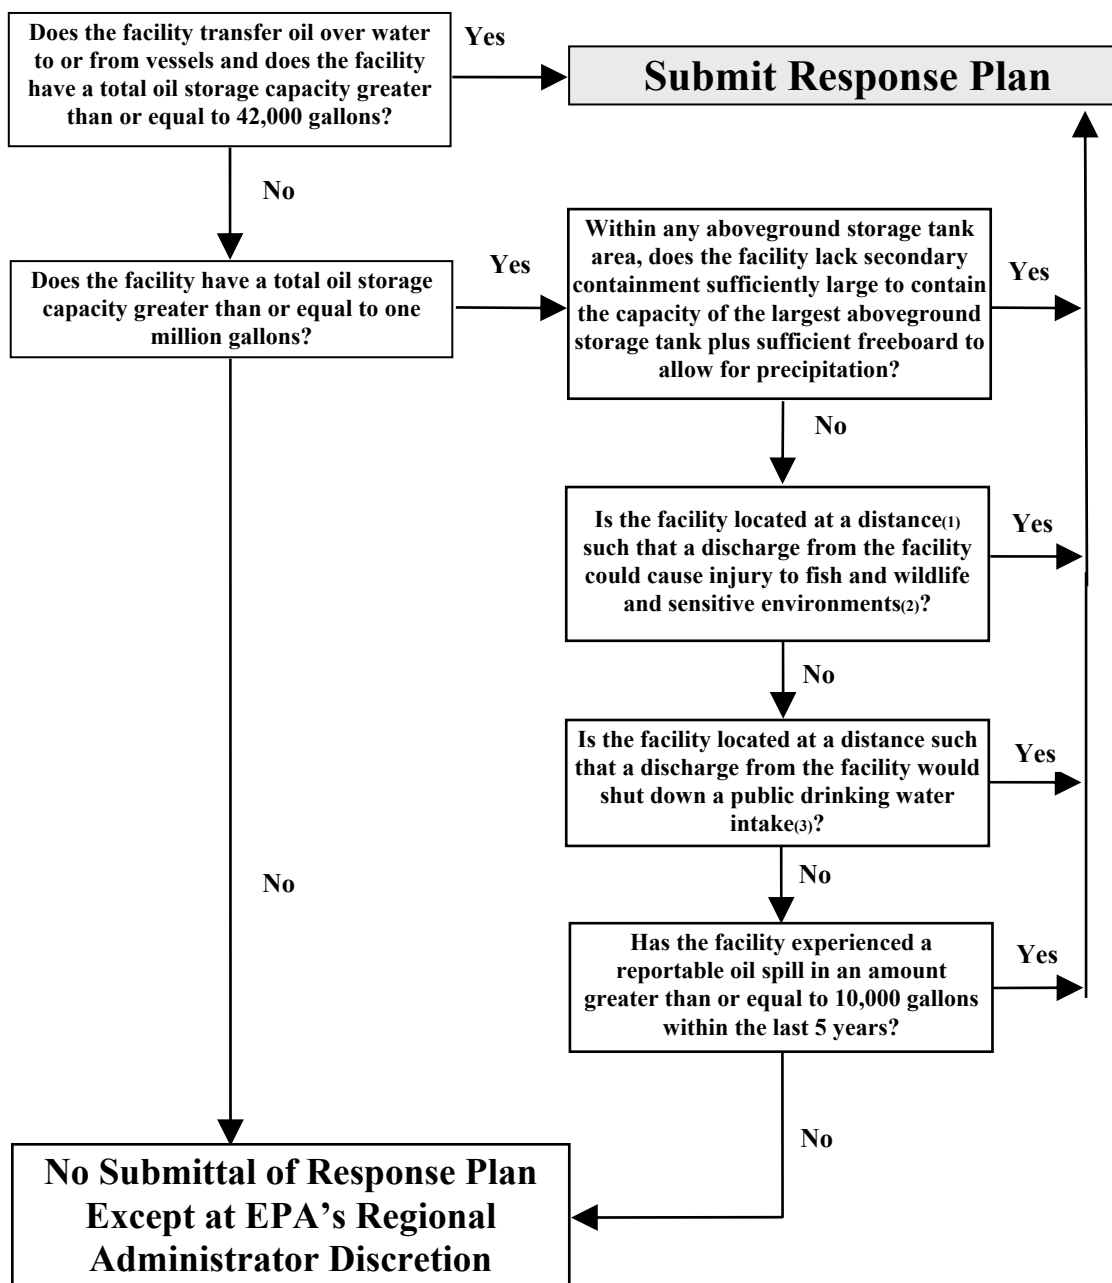 Does the facility transfer oil over water
to or from vessels and does the facility
have a total oil storage capacity greater
than or equal to 42,000 gallons?
Yes
Submit Response Plan
No
Does the facility have a total oil storage
capacity greater than or equal to one
million gallons?
Yes
Within any aboveground storage tank
area, does the facility lack secondary
containment sufficiently large to contain
the capacity of the largest aboveground
storage tank plus sufficient freeboard to
allow for precipitation?
Yes
No
Is the facility located at a distance(1)
such that a discharge from the facility
could cause injury to fish and wildlife
and sensitive environments(2)?
Yes
No
Is the facility located at a distance such
that a discharge from the facility would
shut down a public drinking water
intake(3)?
Yes
No
No
Has the facility experienced a
reportable oil spill in an amount
greater than or equal to 10,000 gallons
within the last 5 years?
Yes
No
No Submittal of Response Plan
Except at EPA’s Regional
Administrator Discretion